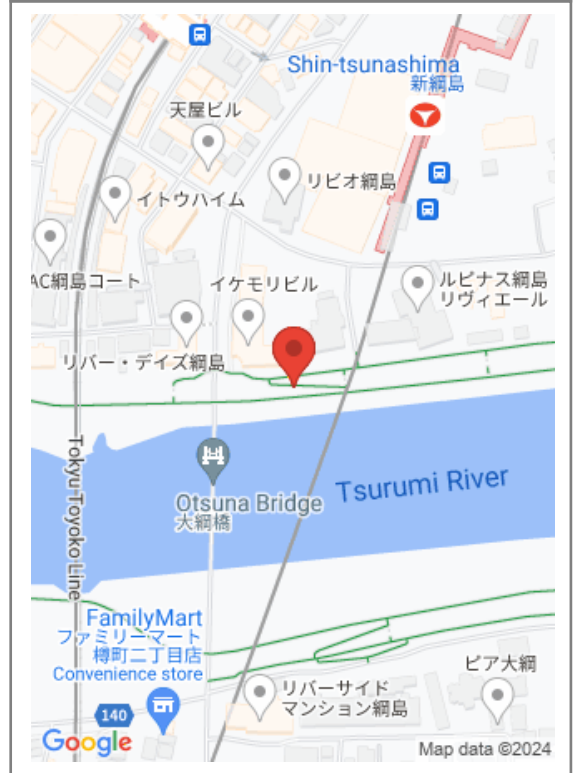 Shin-tsunashima
新綱島
天屋ビル
リビオ綱島
イトウハイム
AC綱島コート
イケモリビル
ルピナス綱島
リヴィエール
リバー・デイズ綱島
Tokyu Toyoko Line
Otsuna Bridge
大綱橋
Tsurumi River
FamilyMart
ファミリーマート
樽町二丁目店
Convenience store
ピア大綱
リバーサイド
マンション綱島
140
Google
Map data ©2024